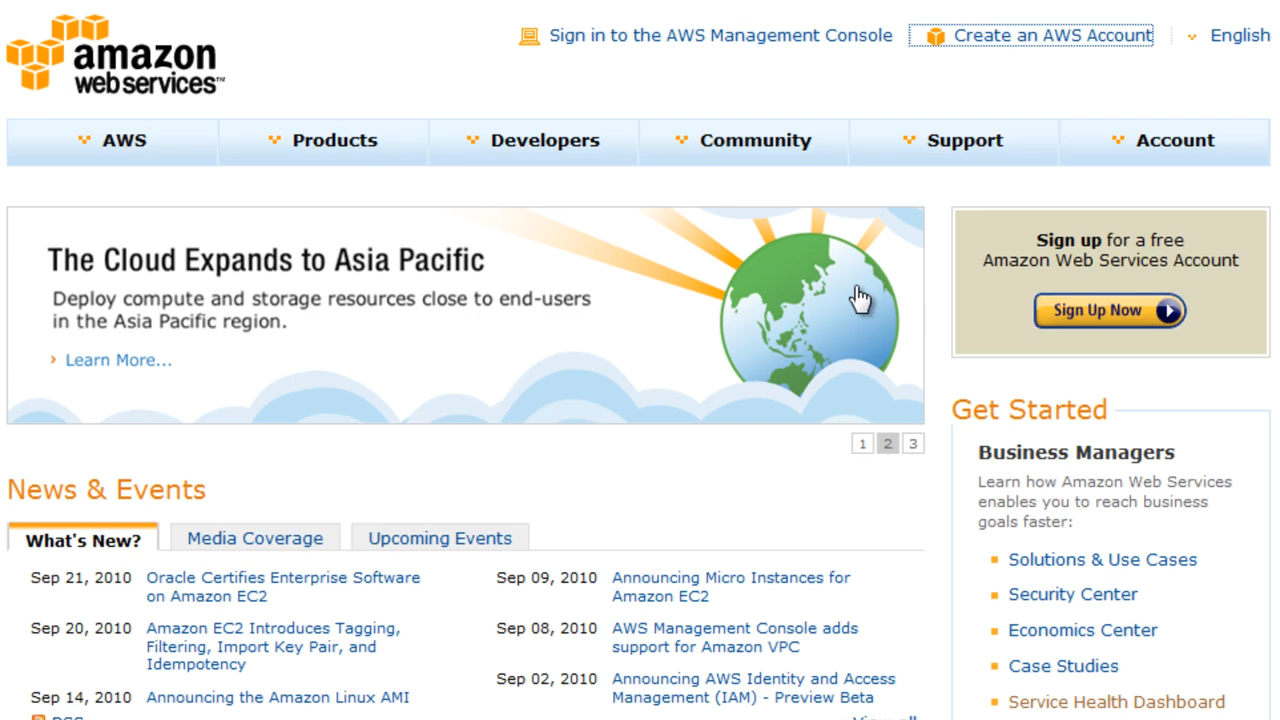 amazon
webservices™
Sign in to the AWS Management Console
Create an AWS Account
English
AWS
Products
Developers
Community
Support
Account
The Cloud Expands to Asia Pacific
Deploy compute and storage resources close to end-users
in the Asia Pacific region.
Learn More...
1 2 3
Sign up for a free
Amazon Web Services Account
Sign Up Now
News & Events
What's New?
Media Coverage
Upcoming Events
Sep 21, 2010 Oracle Certifies Enterprise Software
on Amazon EC2
Sep 20, 2010 Amazon EC2 Introduces Tagging,
Filtering, Import Key Pair, and
Idempotency
Sep 14, 2010 Announcing the Amazon Linux AMI
RSS
Sep 09, 2010 Announcing Micro Instances for
Amazon EC2
Sep 08, 2010 AWS Management Console adds
support for Amazon VPC
Sep 02, 2010 Announcing AWS Identity and Access
Management (IAM) - Preview Beta
View all
Get Started
Business Managers
Learn how Amazon Web Services
enables you to reach business
goals faster:
Solutions & Use Cases
Security Center
Economics Center
Case Studies
Service Health Dashboard